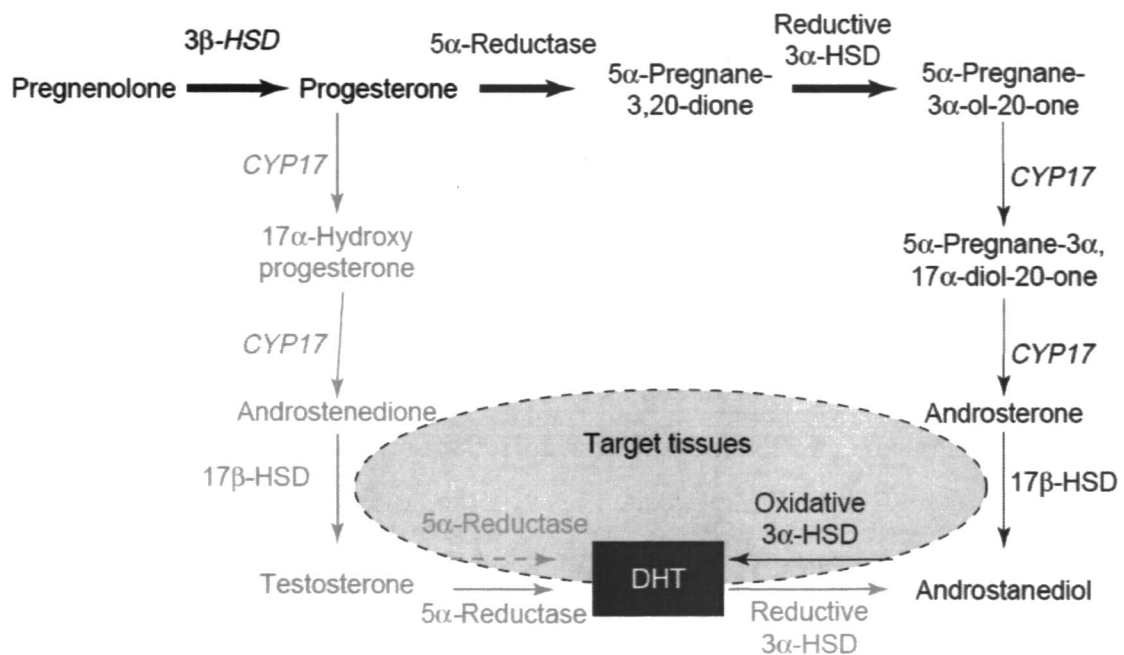 3β-HSD
5α-Reductase
Reductive
3α-HSD
Pregnenolone
Progesterone
5α-Pregnane-
3,20-dione
5α-Pregnane-
3α-ol-20-one
CYP17
CYP17
17α-Hydroxy
progesterone
5α-Pregnane-3α,
17α-diol-20-one
CYP17
CYP17
Androstenedione
Androsterone
Target tissues
17β-HSD
17β-HSD
Oxidative
3α-HSD
5α-Reductase
DHT
Testosterone
Androstanediol
5α-Reductase
Reductive
3α-HSD